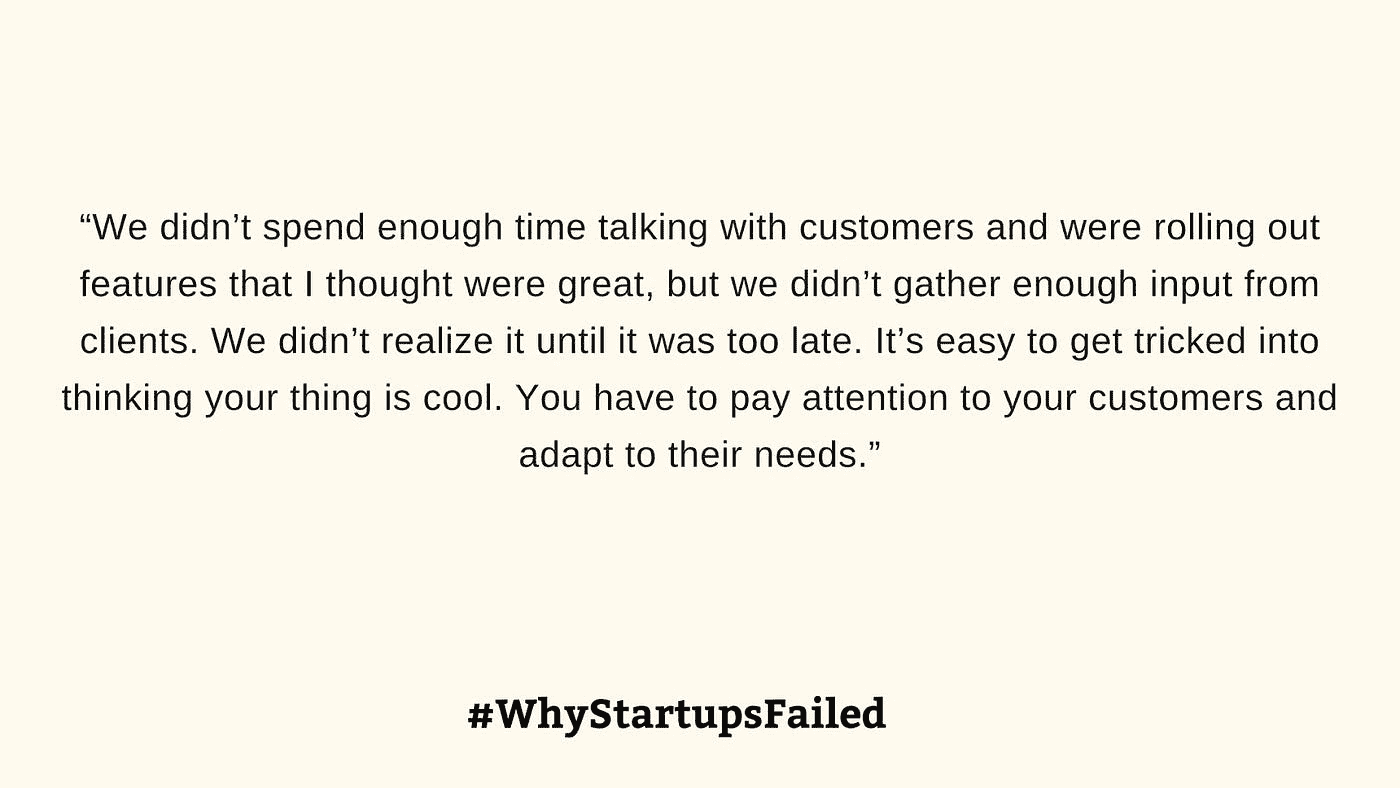 “We didn’t spend enough time talking with customers and were rolling out
features that I thought were great, but we didn’t gather enough input from
clients. We didn’t realize it until it was too late. It’s easy to get tricked into
thinking your thing is cool. You have to pay attention to your customers and
adapt to their needs.”
#WhyStartupsFailed